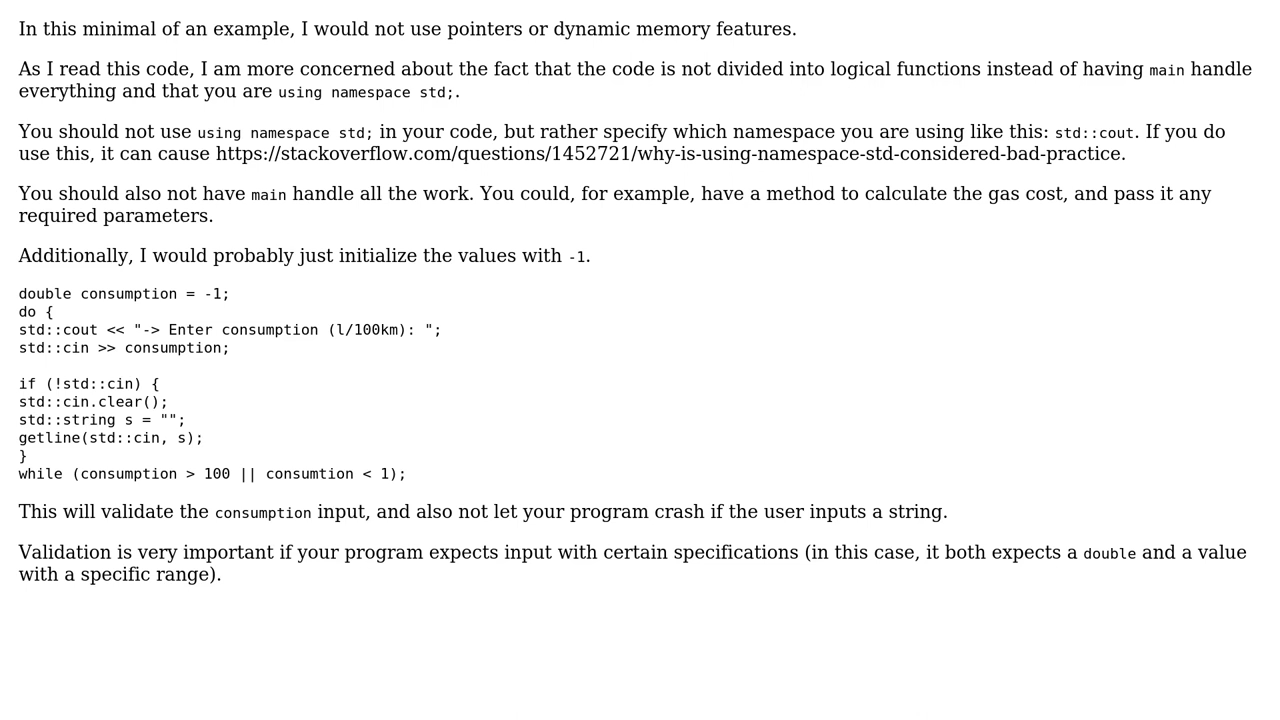 In this minimal of an example, I would not use pointers or dynamic memory features.
As I read this code, I am more concerned about the fact that the code is not divided into logical functions instead of having main handle
everything and that you are using namespace std;.
You should not use using namespace std; in your code, but rather specify which namespace you are using like this: std::cout. If you do
use this, it can cause https://stackoverflow.com/questions/1452721/why-is-using-namespace-std-considered-bad-practice.
You should also not have main handle all the work. You could, for example, have a method to calculate the gas cost, and pass it any
required parameters.
Additionally, I would probably just initialize the values with -1.
double consumption = -1;
do {
std::cout << "-> Enter consumption (l/100km): ";
std::cin >> consumption;
if (!std::cin) {
std::cin.clear();
std::string s = "";
getline(std::cin, s);
}
while (consumption > 100 || consumtion < 1);
This will validate the consumption input, and also not let your program crash if the user inputs a string.
Validation is very important if your program expects input with certain specifications (in this case, it both expects a double and a value
with a specific range).